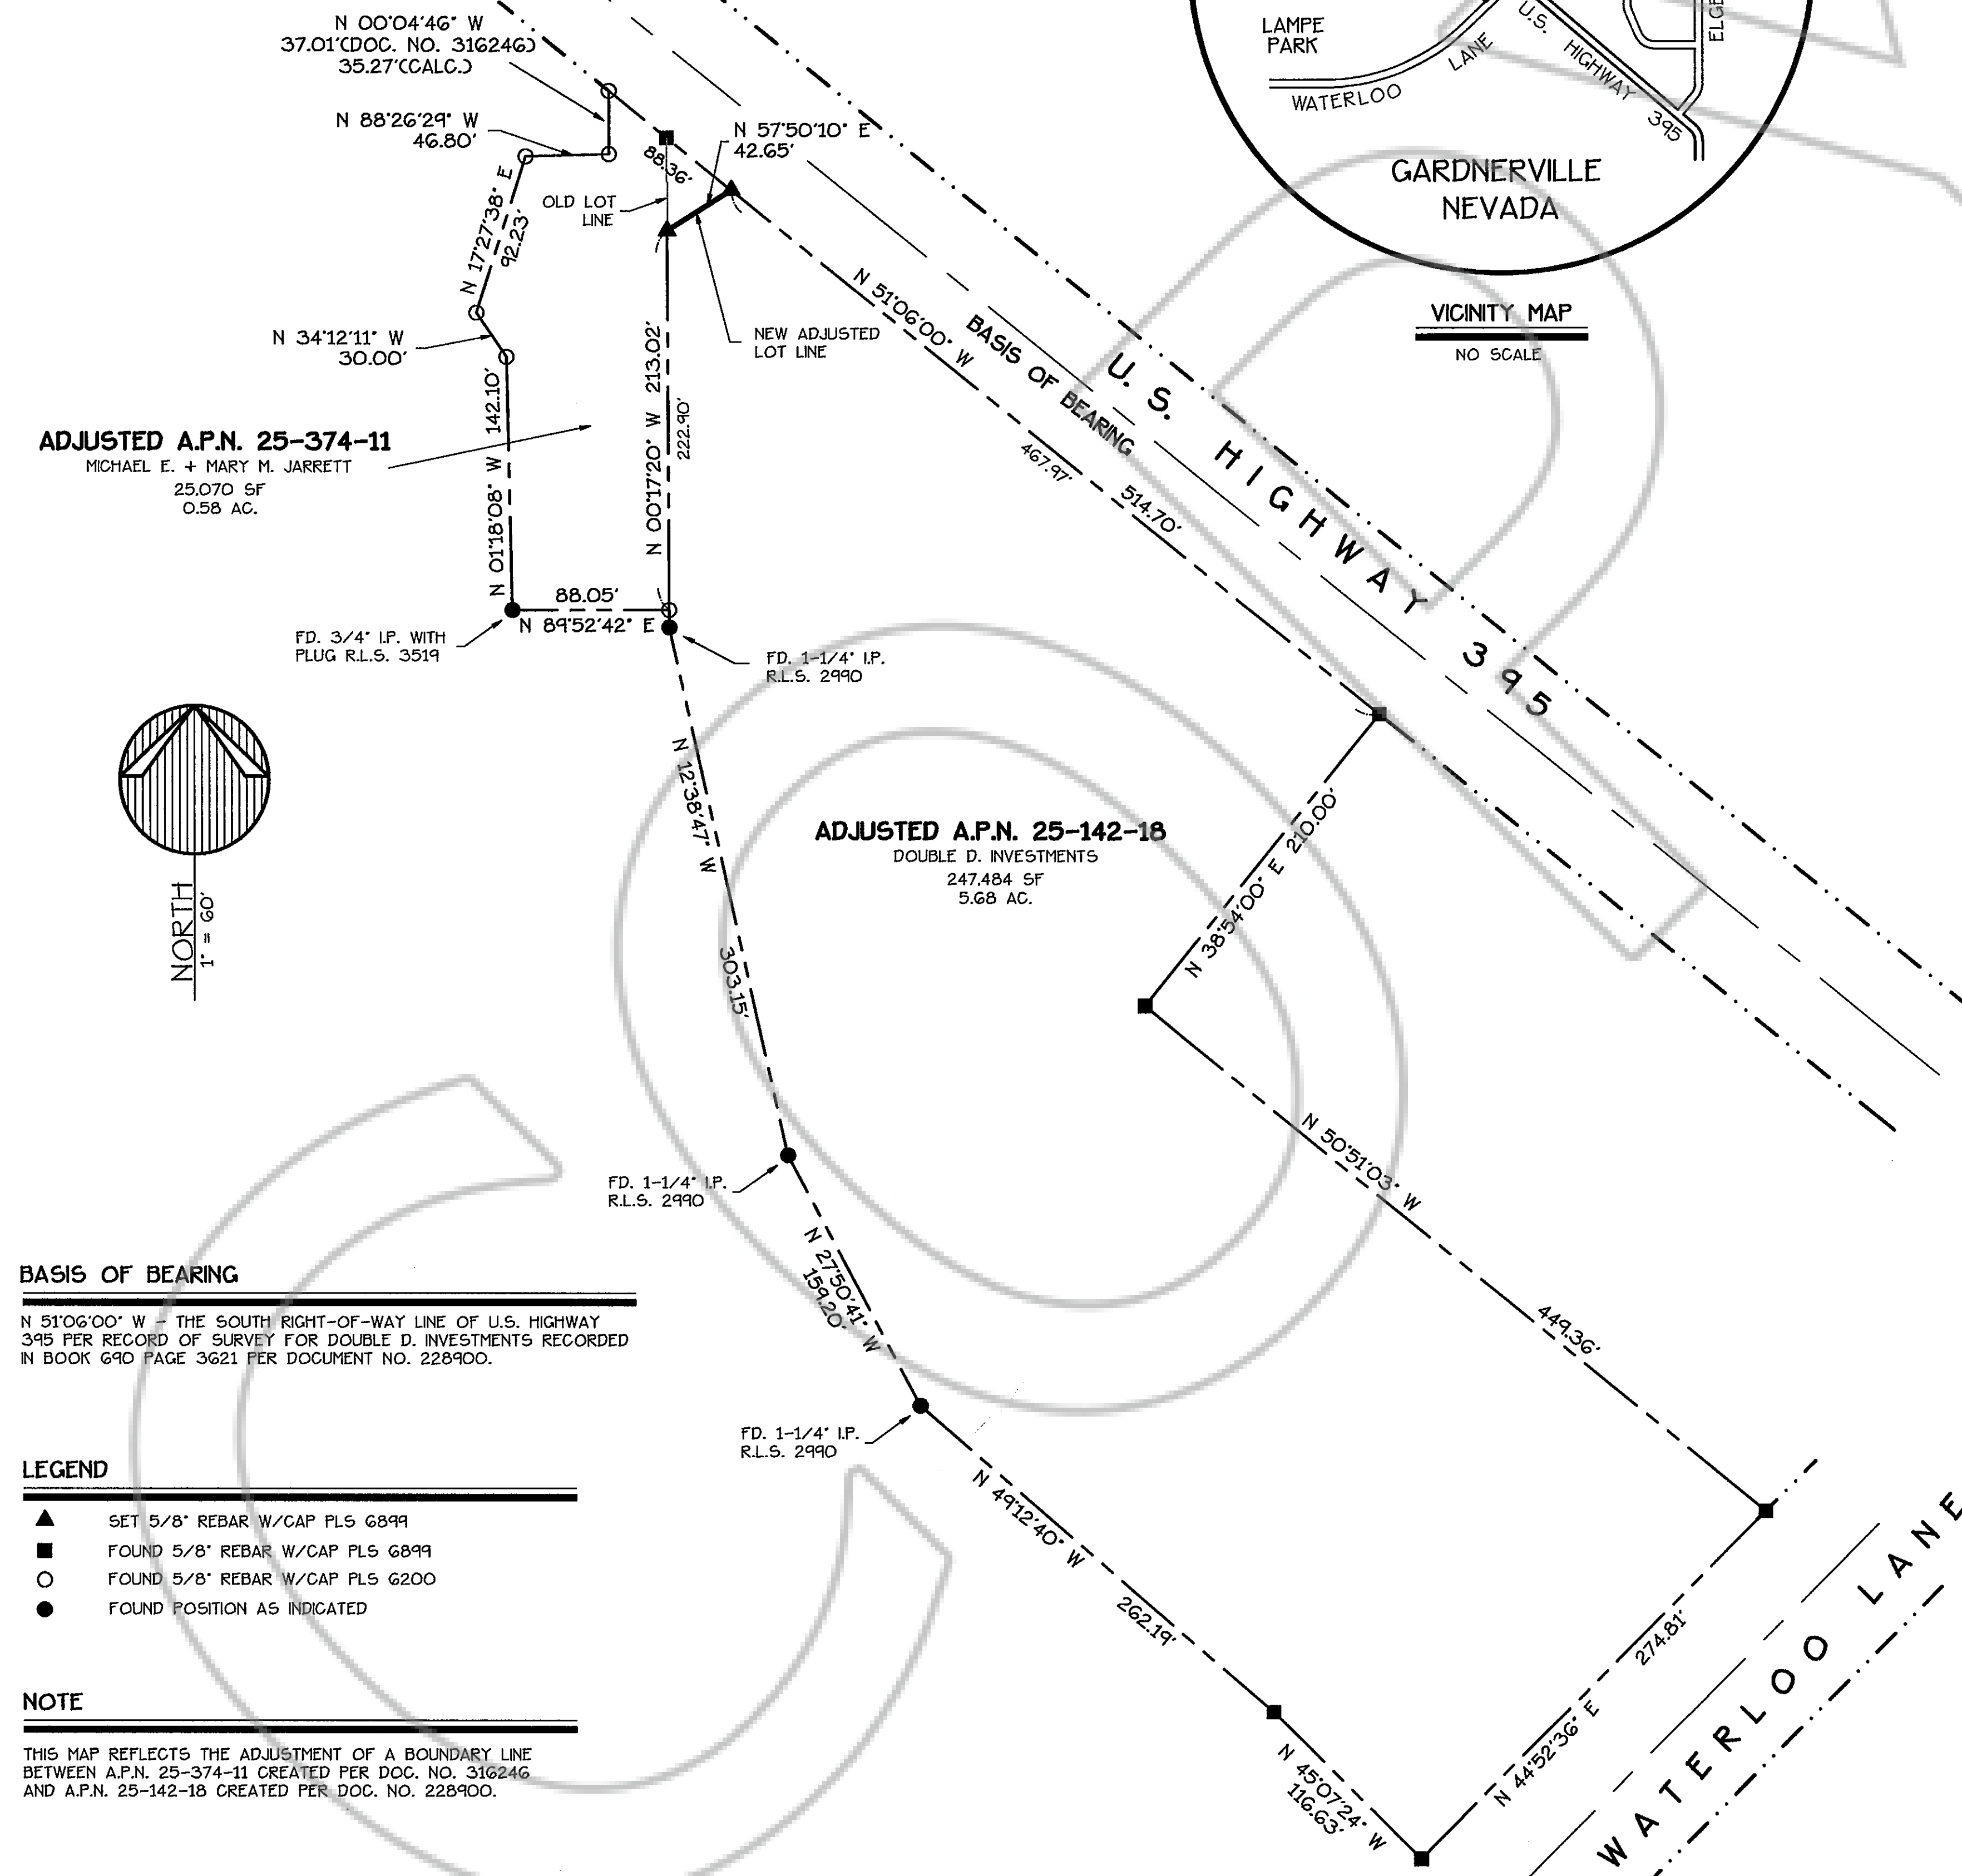 N 00°04'46" W
37.01'(DOC. NO. 316246)
35.27'(CALC.)
N 88°26'29" W
46.80'
N 17°27'38" E
92.23'
N 34°12'11" W
30.00'
N 01°18'08" W 142.10'
88.36'
N 57°50'10" E
42.65'
OLD LOT
LINE
NEW ADJUSTED
LOT LINE
N 00°17'20" W 213.02'
222.90'
88.05'
N 89°52'42" E
ADJUSTED A.P.N. 25-374-11
MICHAEL E. + MARY M. JARRETT
25,070 SF
0.58 AC.
FD. 3/4" I.P. WITH
PLUG R.L.S. 3519
FD. 1-1/4" I.P.
R.L.S. 2990
LAMPE
PARK
WATERLOO
LANE
U.S. HIGHWAY 395
GARDNERVILLE
NEVADA
VICINITY MAP
NO SCALE
N 51°06'00" W
BASIS OF BEARING
467.97'
514.70'
U. S. HIGHWAY 395
NORTH
1" = 60'
N 12°38'47" W
303.15'
ADJUSTED A.P.N. 25-142-18
DOUBLE D. INVESTMENTS
247,484 SF
5.68 AC.
N 38°54'00" E 210.00'
N 50°51'03" W
449.36'
FD. 1-1/4" I.P.
R.L.S. 2990
N 27°50'41" W
159.20'
FD. 1-1/4" I.P.
R.L.S. 2990
N 49°12'40" W
262.19'
N 45°07'24" W
116.63'
N 44°52'36" E
274.81'
WATERLOO LANE
BASIS OF BEARING
N 51°06'00" W - THE SOUTH RIGHT-OF-WAY LINE OF U.S. HIGHWAY
395 PER RECORD OF SURVEY FOR DOUBLE D. INVESTMENTS RECORDED
IN BOOK 690 PAGE 3621 PER DOCUMENT NO. 228900.
LEGEND
SET 5/8" REBAR W/CAP PLS 6899
FOUND 5/8" REBAR W/CAP PLS 6899
FOUND 5/8" REBAR W/CAP PLS 6200
FOUND POSITION AS INDICATED
NOTE
THIS MAP REFLECTS THE ADJUSTMENT OF A BOUNDARY LINE
BETWEEN A.P.N. 25-374-11 CREATED PER DOC. NO. 316246
AND A.P.N. 25-142-18 CREATED PER DOC. NO. 228900.